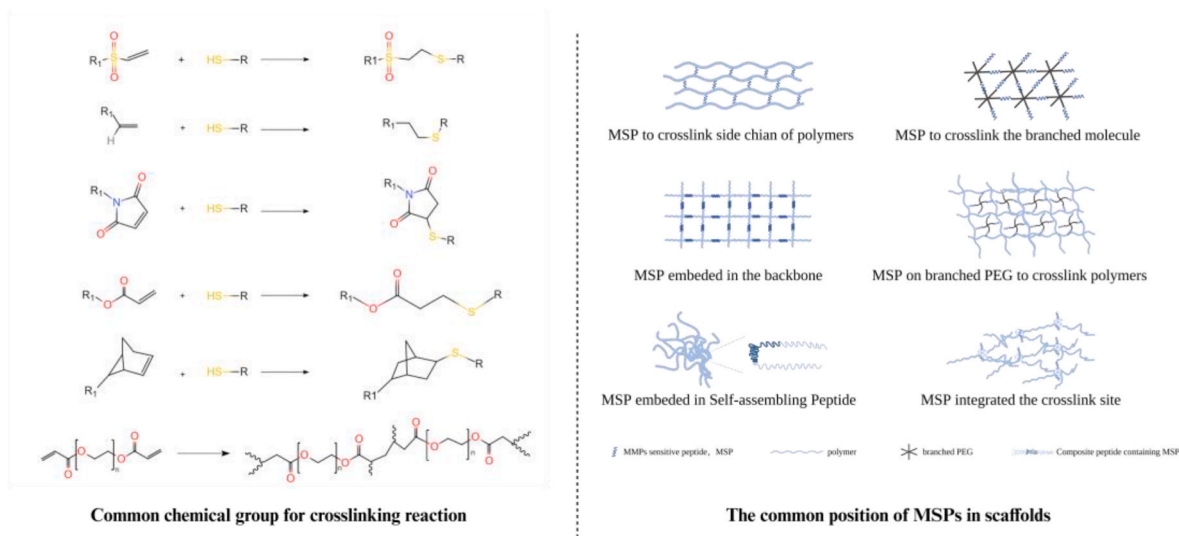 R1 S O O + HS—R R1 S O O S R
R1 H + HS—R R1 S R
R1 N O O + HS—R R1 N O O S R
R1 O O + HS—R R1 O O S R
R1 + HS—R R1 S R
O O n O O O O n O O O O n O O
Common chemical group for crosslinking reaction
MSP to crosslink side chian of polymers
MSP to crosslink the branched molecule
MSP embeded in the backbone
MSP on branched PEG to crosslink polymers
MSP embeded in Self-assembling Peptide
MSP integrated the crosslink site
MMPs sensitive peptide, MSP
polymer
branched PEG
Composite peptide containing MSP
The common position of MSPs in scaffolds